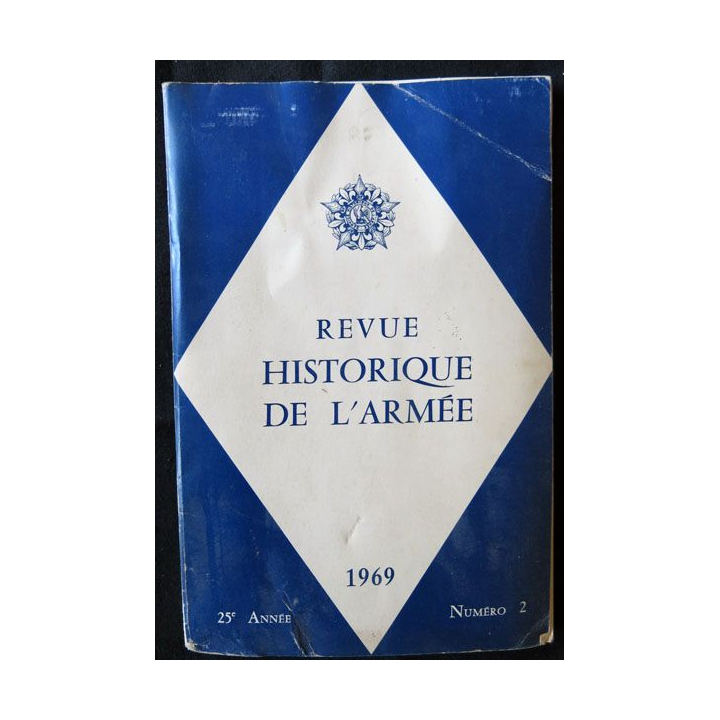 REVUE
HISTORIQUE
DE L'ARMÉE
1969
25e ANNÉE
NUMÉRO 2